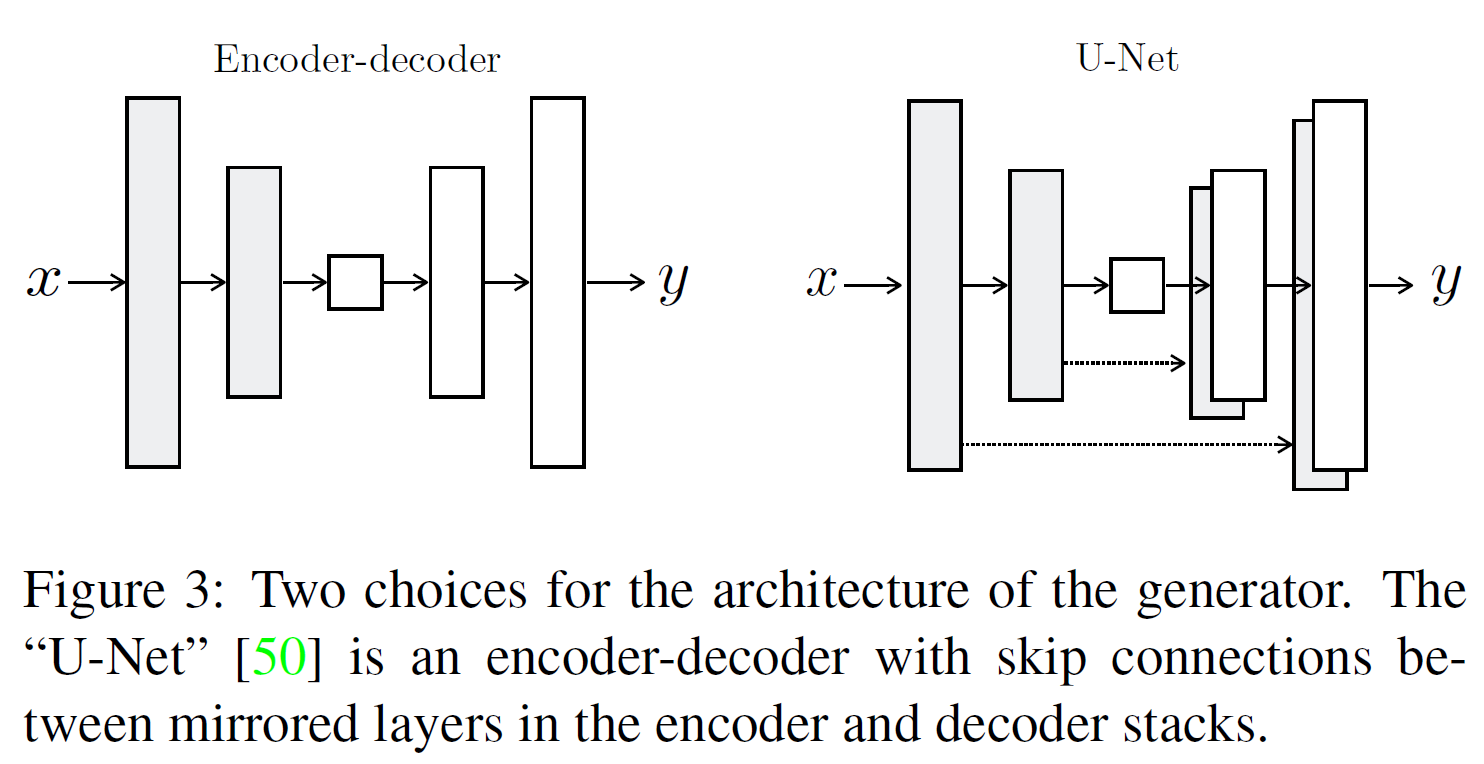 Encoder-decoder
U-Net
x
y
x
y
Figure 3: Two choices for the architecture of the generator. The
“U-Net” [50] is an encoder-decoder with skip connections be-
tween mirrored layers in the encoder and decoder stacks.